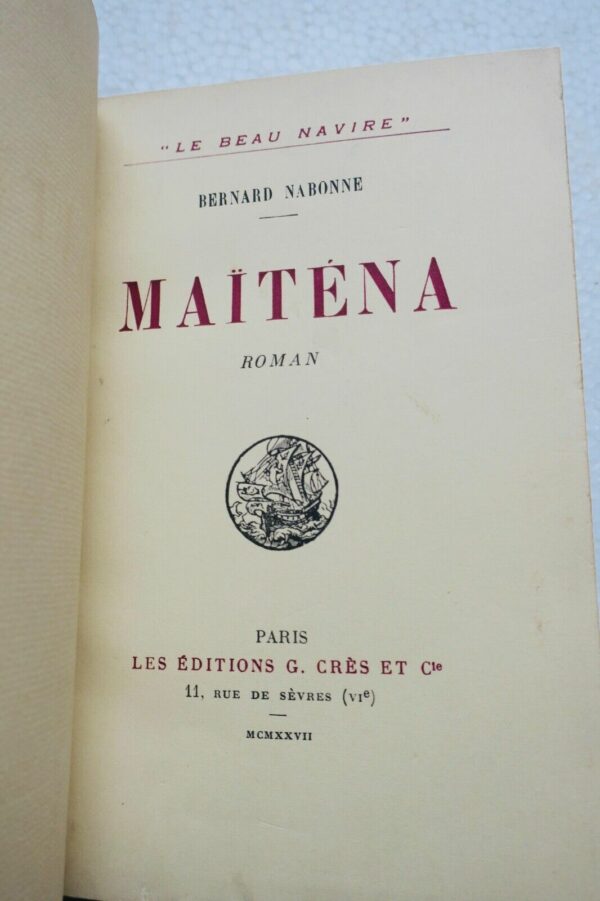 "LE BEAU NAVIRE"
BERNARD NABONNE
MAÏTÉNA
ROMAN
PARIS
LES ÉDITIONS G. CRÈS ET Cie
11, RUE DE SÈVRES (VIe)
MCMXXVII